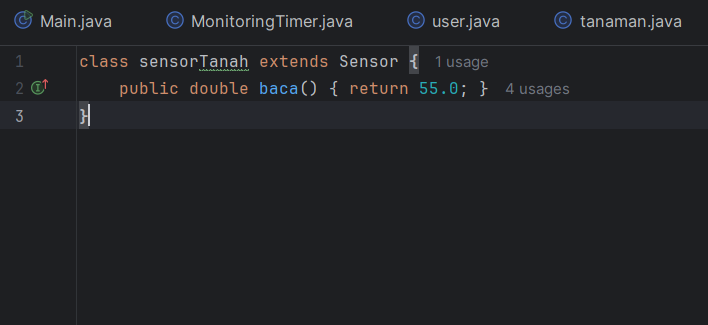 Main.java MonitoringTimer.java user.java tanaman.java
1 class sensorTanah extends Sensor { 1 usage
2 public double baca() { return 55.0; } 4 usages
3 }